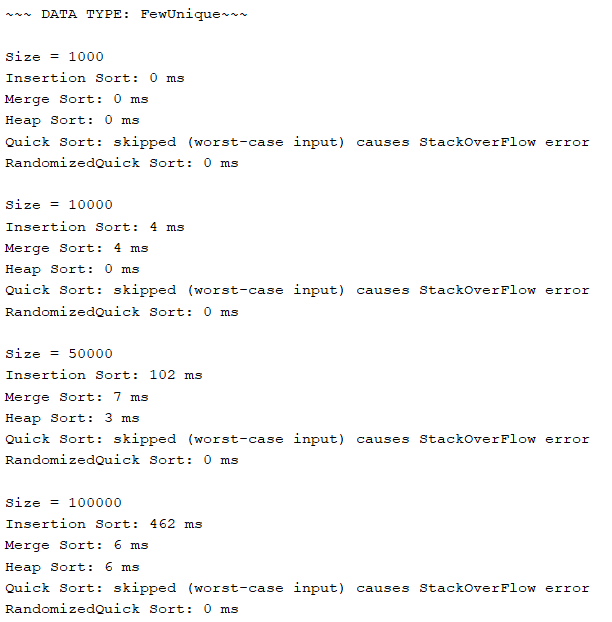 ~~~ DATA TYPE: FewUnique~~~
Size = 1000
Insertion Sort: 0 ms
Merge Sort: 0 ms
Heap Sort: 0 ms
Quick Sort: skipped (worst-case input) causes StackOverFlow error
RandomizedQuick Sort: 0 ms
Size = 10000
Insertion Sort: 4 ms
Merge Sort: 4 ms
Heap Sort: 0 ms
Quick Sort: skipped (worst-case input) causes StackOverFlow error
RandomizedQuick Sort: 0 ms
Size = 50000
Insertion Sort: 102 ms
Merge Sort: 7 ms
Heap Sort: 3 ms
Quick Sort: skipped (worst-case input) causes StackOverFlow error
RandomizedQuick Sort: 0 ms
Size = 100000
Insertion Sort: 462 ms
Merge Sort: 6 ms
Heap Sort: 6 ms
Quick Sort: skipped (worst-case input) causes StackOverFlow error
RandomizedQuick Sort: 0 ms